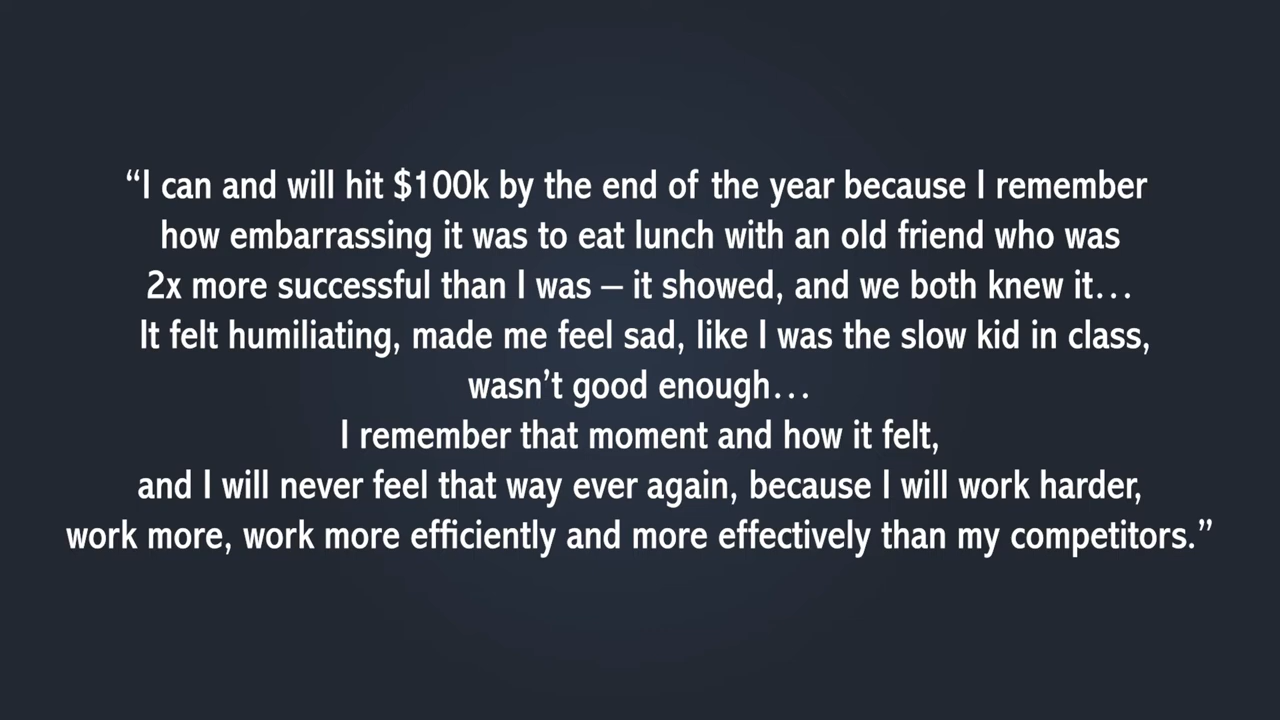 “I can and will hit $100k by the end of the year because I remember
how embarrassing it was to eat lunch with an old friend who was
2x more successful than I was – it showed, and we both knew it…
It felt humiliating, made me feel sad, like I was the slow kid in class,
wasn’t good enough…
I remember that moment and how it felt,
and I will never feel that way ever again, because I will work harder,
work more, work more efficiently and more effectively than my competitors.”